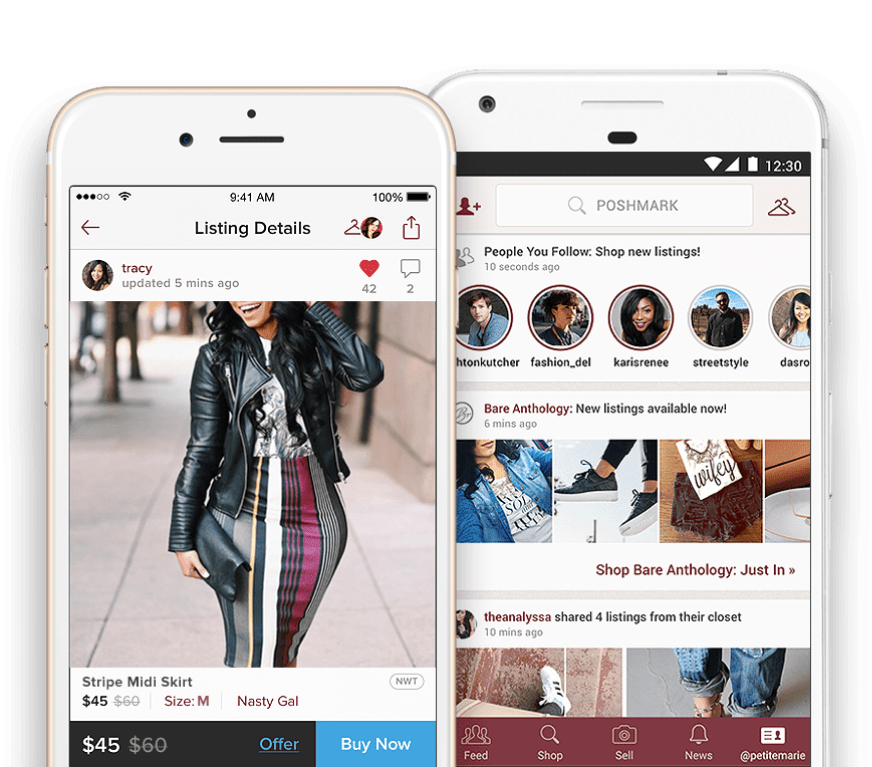 9:41 AM 100%
Listing Details
tracy
updated 5 mins ago
42 2
Stripe Midi Skirt NWT
$45 $60 Size: M Nasty Gal
$45 $60 Offer Buy Now
12:30
POSHMARK
People You Follow: Shop new listings!
10 seconds ago
htonkutcher fashion_del karisrenee streetstyle dasro
Bare Anthology: New listings available now!
6 mins ago
wifey
Shop Bare Anthology: Just In »
theanalyssa shared 4 listings from their closet
10 mins ago
Feed Shop Sell News @petitemarie